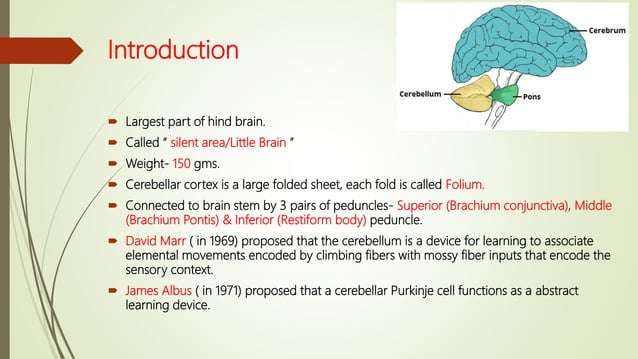 Introduction
Cerebrum
Cerebellum
Pons
Largest part of hind brain.
Called “ silent area/Little Brain ”
Weight- 150 gms.
Cerebellar cortex is a large folded sheet, each fold is called Folium.
Connected to brain stem by 3 pairs of peduncles- Superior (Brachium conjunctiva), Middle
(Brachium Pontis) & Inferior (Restiform body) peduncle.
David Marr ( in 1969) proposed that the cerebellum is a device for learning to associate
elemental movements encoded by climbing fibers with mossy fiber inputs that encode the
sensory context.
James Albus ( in 1971) proposed that a cerebellar Purkinje cell functions as a abstract
learning device.